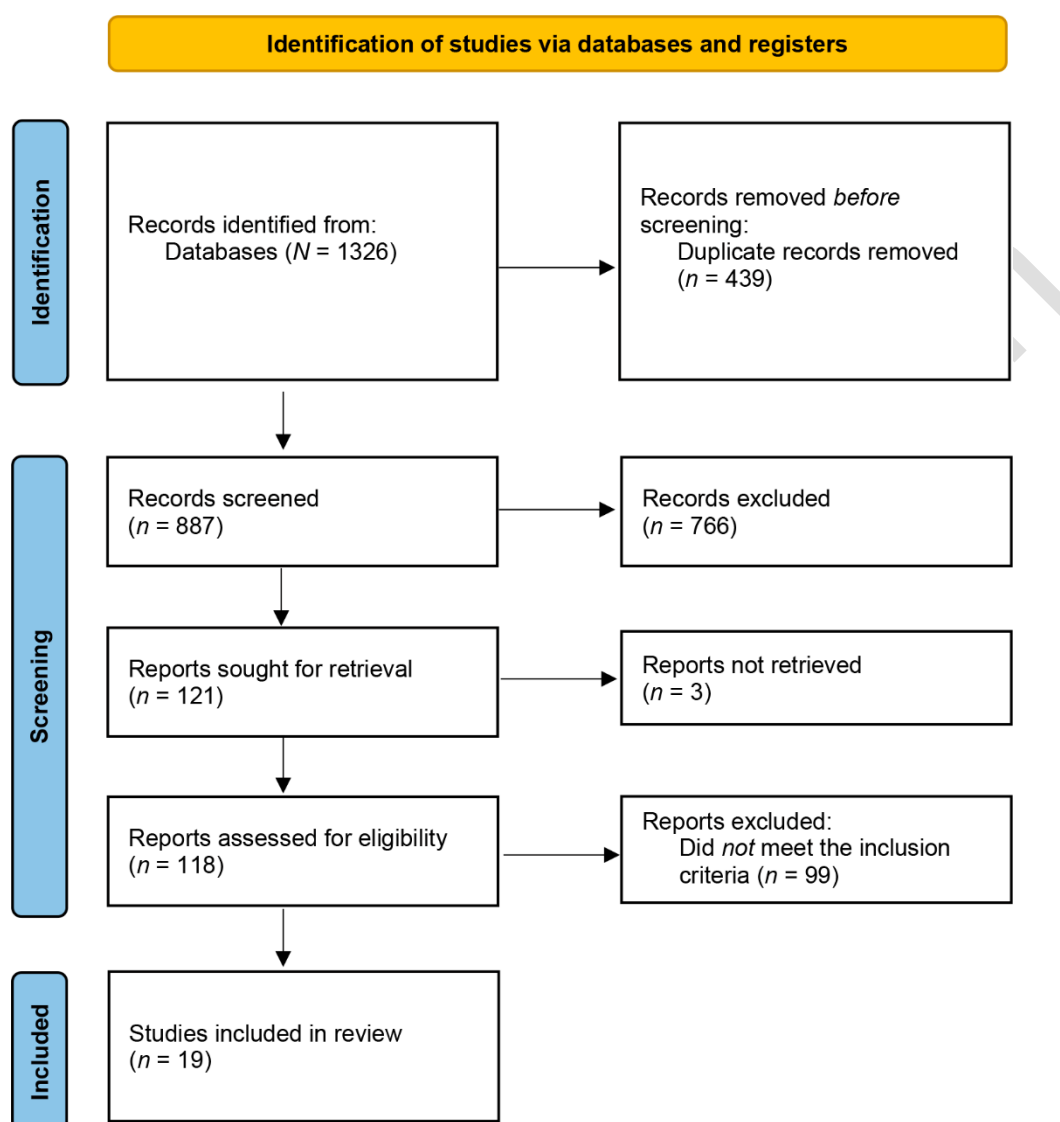 Identification of studies via databases and registers
Identification
Records identified from:
Databases (N = 1326)
Records removed before
screening:
Duplicate records removed
(n = 439)
Screening
Records screened
(n = 887)
Records excluded
(n = 766)
Reports sought for retrieval
(n = 121)
Reports not retrieved
(n = 3)
Reports assessed for eligibility
(n = 118)
Reports excluded:
Did not meet the inclusion
criteria (n = 99)
Included
Studies included in review
(n = 19)